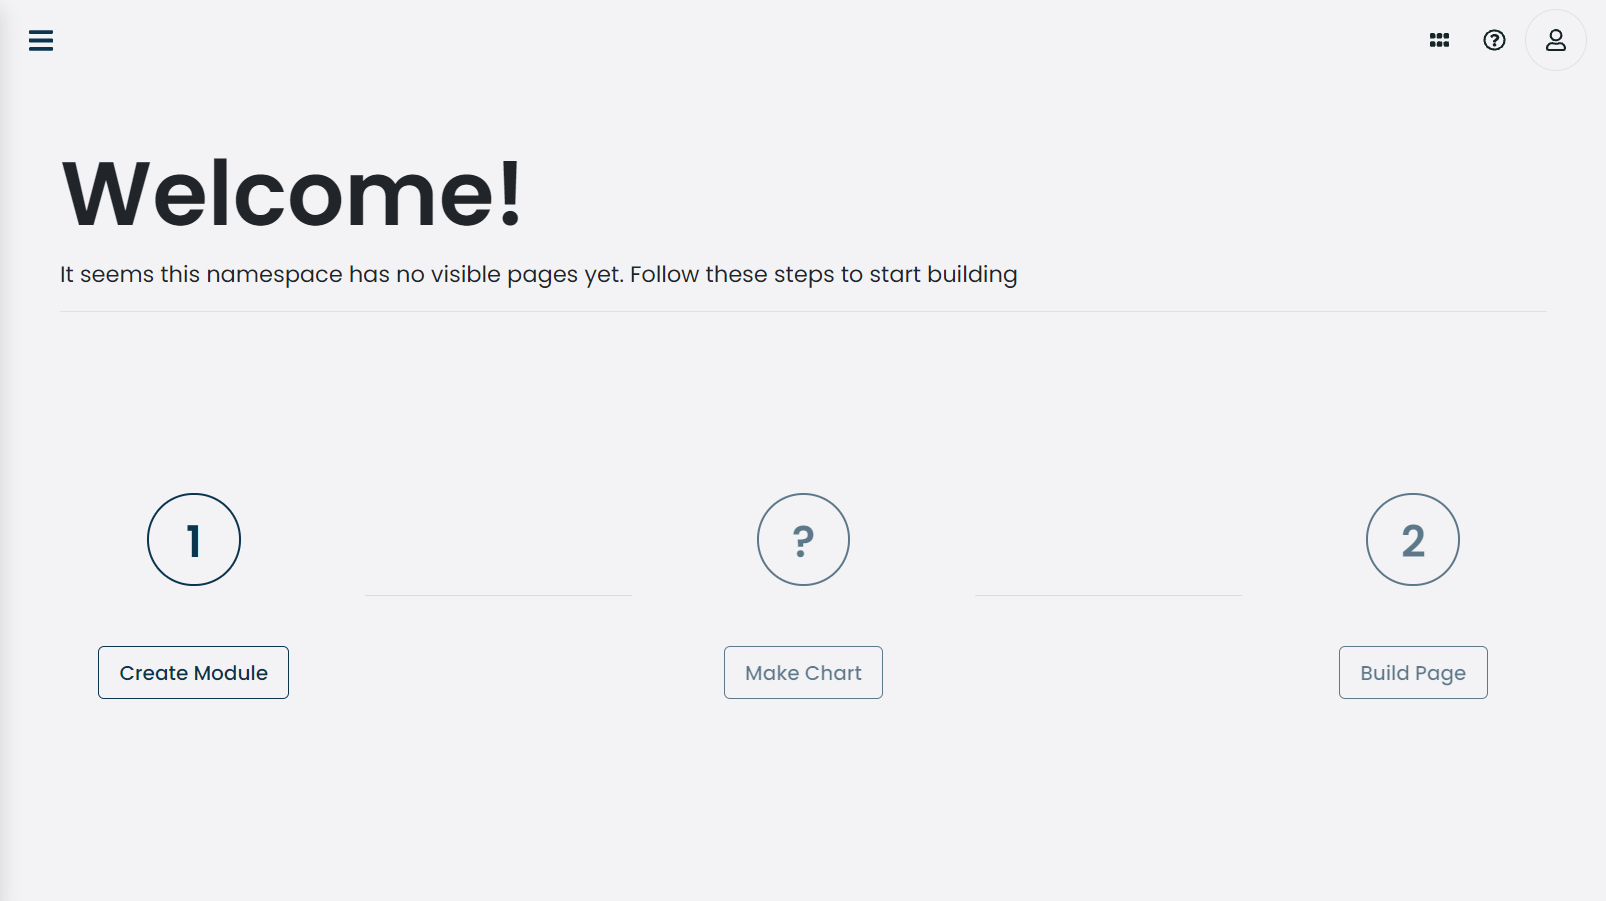 Welcome!
It seems this namespace has no visible pages yet. Follow these steps to start building
1
?
2
Create Module
Make Chart
Build Page